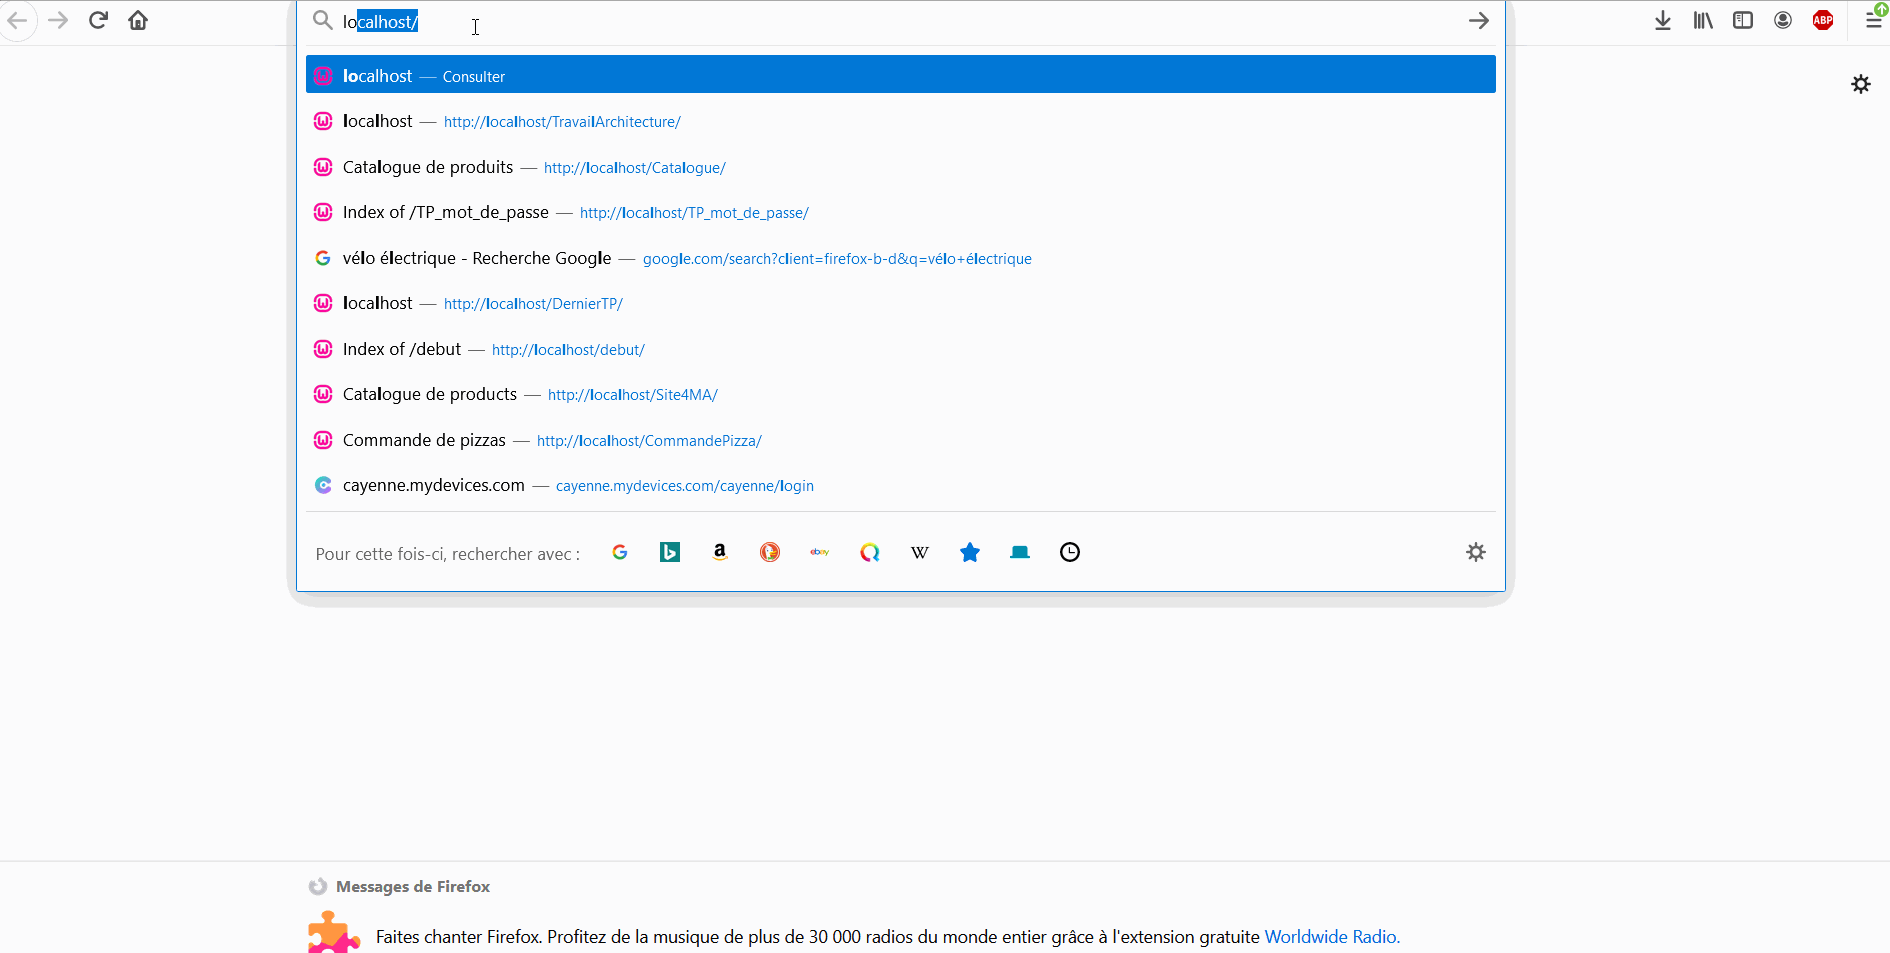 localhost/
localhost — Consulter
localhost — http://localhost/TravailArchitecture/
Catalogue de produits — http://localhost/Catalogue/
Index of /TP_mot_de_passe — http://localhost/TP_mot_de_passe/
vélo électrique - Recherche Google — google.com/search?client=firefox-b-d&q=vélo+électrique
localhost — http://localhost/DernierTP/
Index of /debut — http://localhost/debut/
Catalogue de products — http://localhost/Site4MA/
Commande de pizzas — http://localhost/CommandePizza/
cayenne.mydevices.com — cayenne.mydevices.com/cayenne/login
Pour cette fois-ci, rechercher avec :
ebay
W
ABP
Messages de Firefox
Faites chanter Firefox. Profitez de la musique de plus de 30 000 radios du monde entier grâce à l'extension gratuite Worldwide Radio.